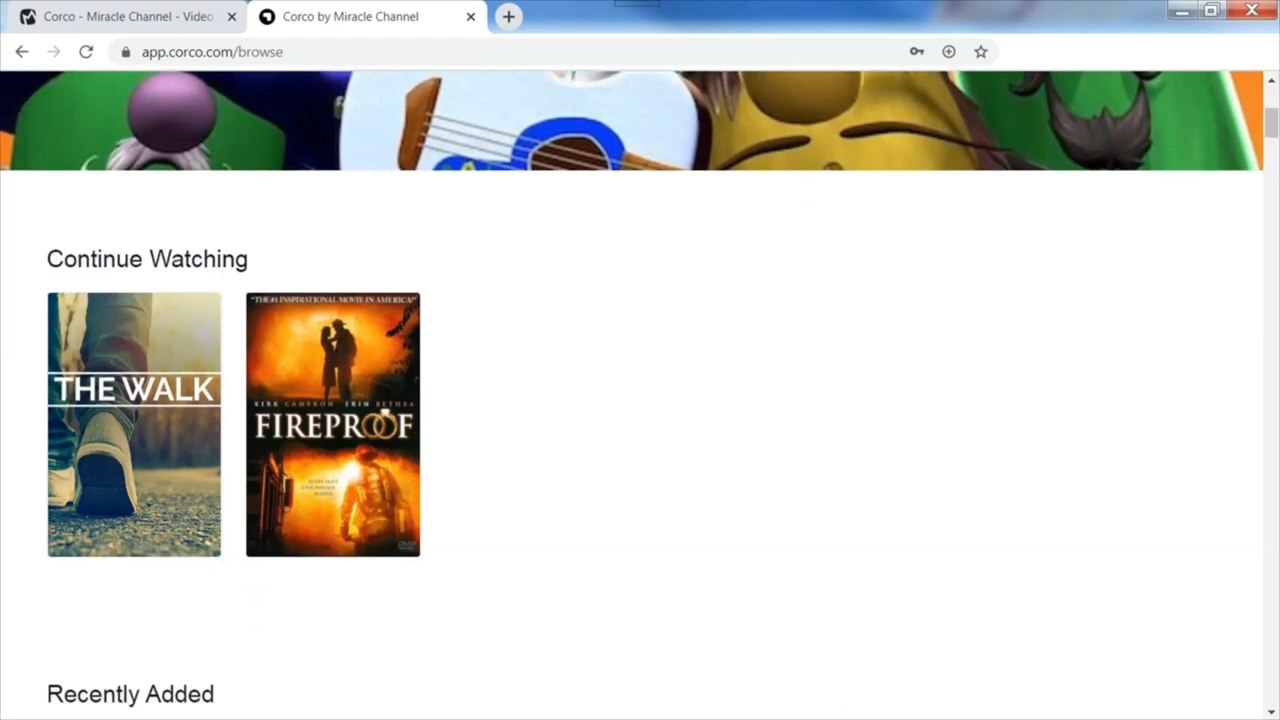 Corco - Miracle Channel - Video
Corco by Miracle Channel
app.corco.com/browse
Continue Watching
THE WALK
"THE #1 INSPIRATIONAL MOVIE IN AMERICA!"
KIRK CAMERON ERIN BETHEA
FIREPROOF
Recently Added